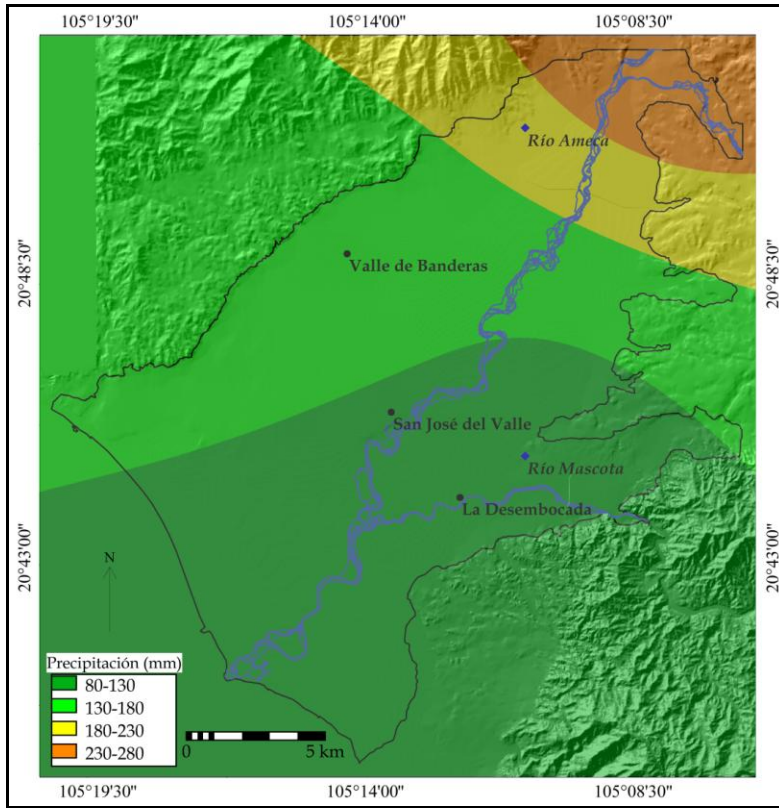 105°19'30" 105°14'00" 105°08'30"
Río Ameca
20°48'30" 20°48'30"
Valle de Banderas
San José del Valle
Río Mascota
La Desembocada
20°43'00" 20°43'00"
N
Precipitación (mm)
80-130
130-180
180-230
230-280
0 5 km
105°19'30" 105°14'00" 105°08'30"